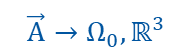 A⃗ → Ω₀, ℝ³